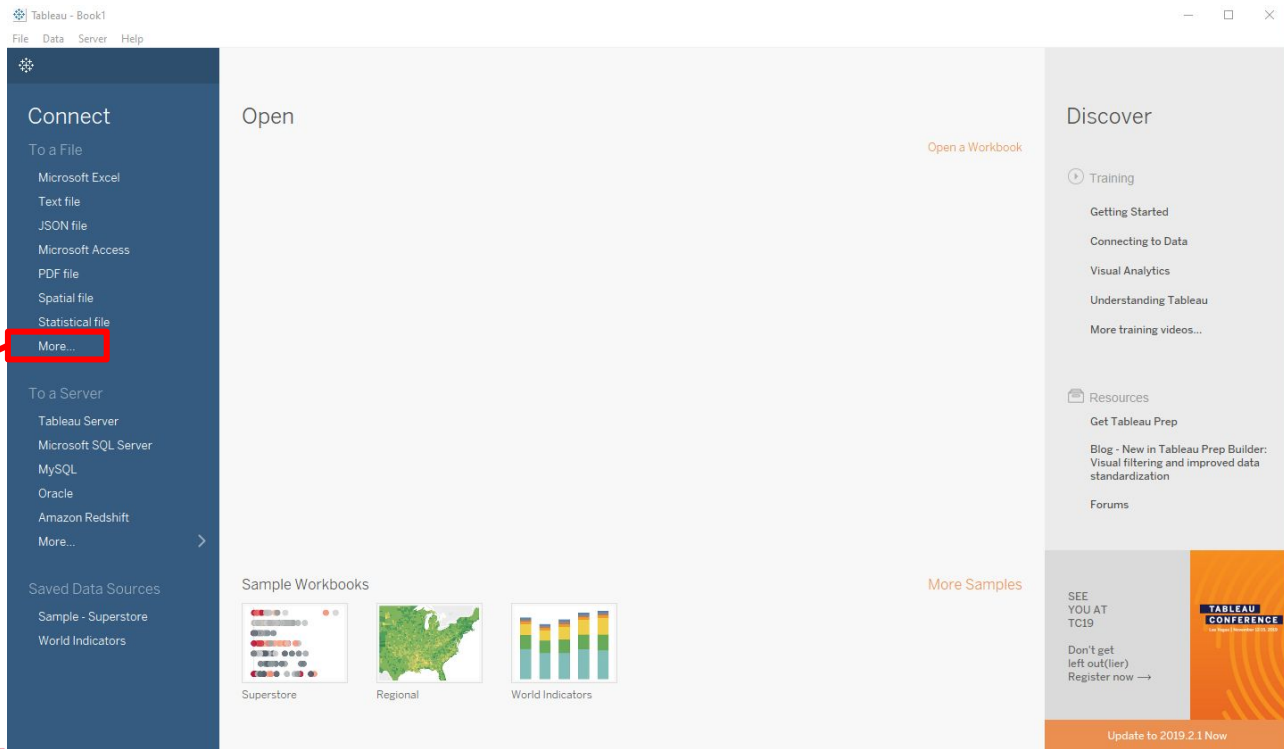 Tableau - Book1
File Data Server Help
Connect
To a File
Microsoft Excel
Text file
JSON file
Microsoft Access
PDF file
Spatial file
Statistical file
More...
To a Server
Tableau Server
Microsoft SQL Server
MySQL
Oracle
Amazon Redshift
More...
Saved Data Sources
Sample - Superstore
World Indicators
Open
Open a Workbook
Sample Workbooks
More Samples
Superstore
Regional
World Indicators
Discover
Training
Getting Started
Connecting to Data
Visual Analytics
Understanding Tableau
More training videos...
Resources
Get Tableau Prep
Blog - New in Tableau Prep Builder:
Visual filtering and improved data
standardization
Forums
SEE
YOU AT
TC19
Don't get
left out(lier)
Register now →
TABLEAU
CONFERENCE
Update to 2019.2.1 Now